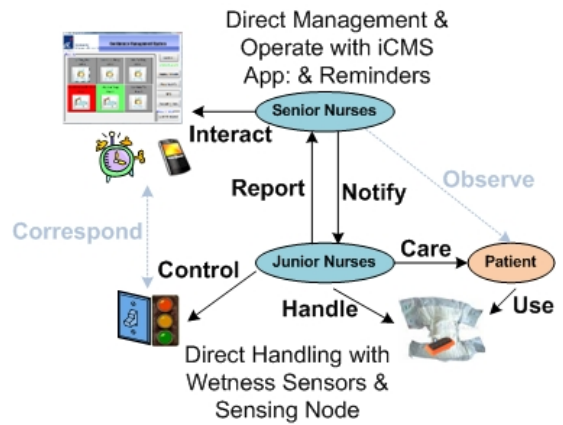 Direct Management &
Operate with iCMS
App: & Reminders
Senior Nurses
Interact
Report
Notify
Observe
Correspond
Control
Junior Nurses
Care
Patient
Handle
Use
Direct Handling with
Wetness Sensors &
Sensing Node